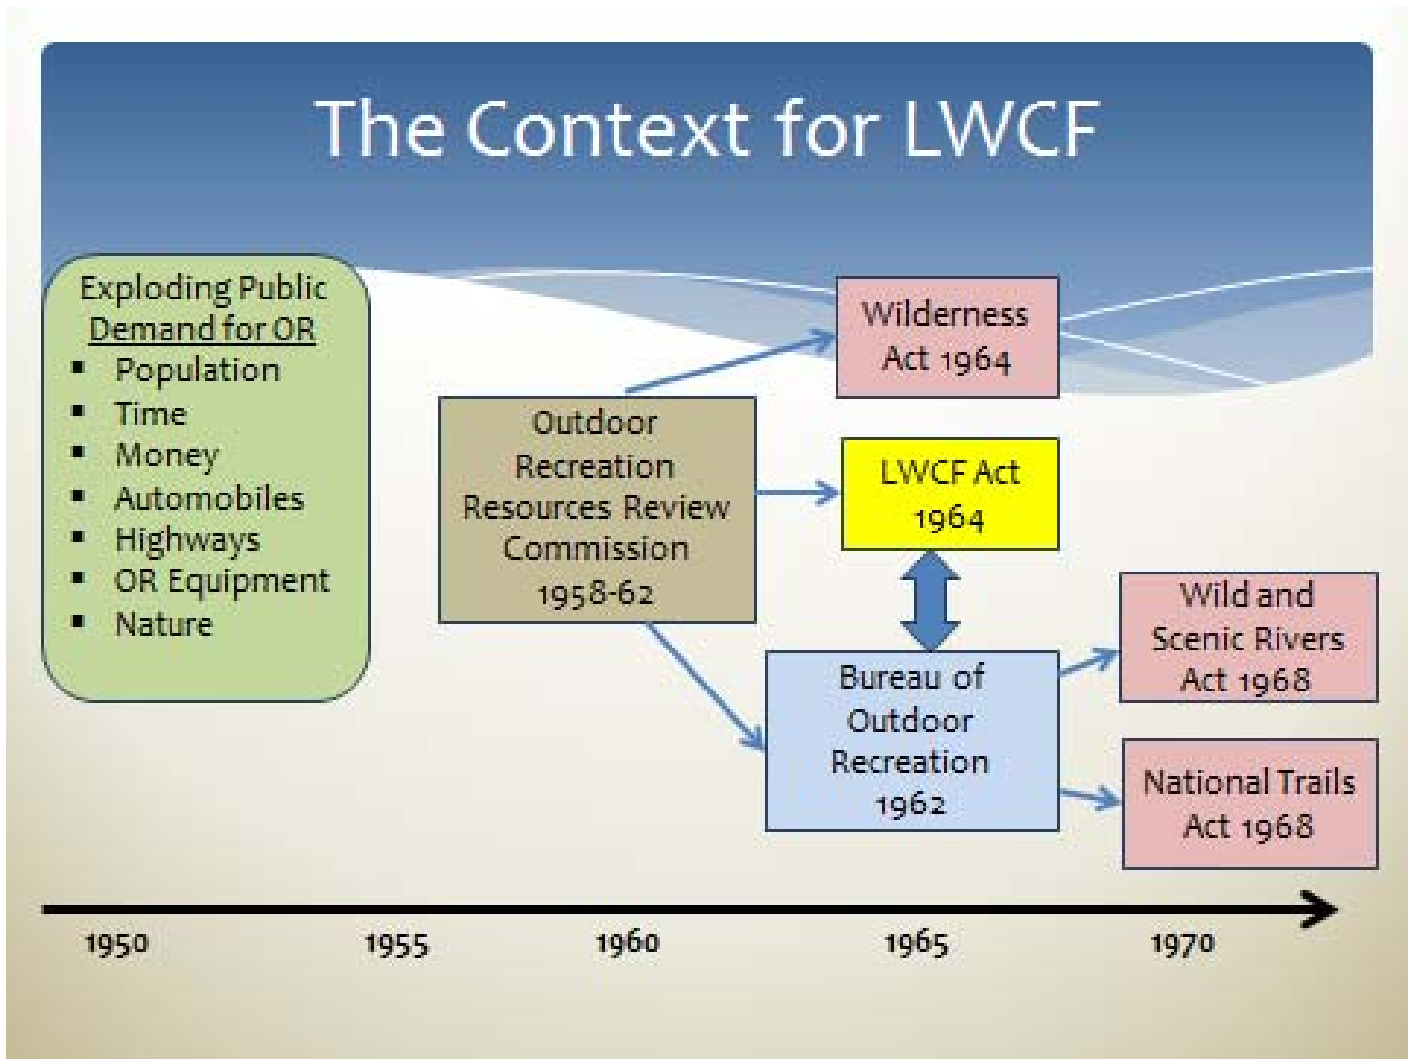 The Context for LWCF
Exploding Public
Demand for OR
▪ Population
▪ Time
▪ Money
▪ Automobiles
▪ Highways
▪ OR Equipment
▪ Nature
Outdoor
Recreation
Resources Review
Commission
1958-62
Wilderness
Act 1964
LWCF Act
1964
Bureau of
Outdoor
Recreation
1962
Wild and
Scenic Rivers
Act 1968
National Trails
Act 1968
1950 1955 1960 1965 1970